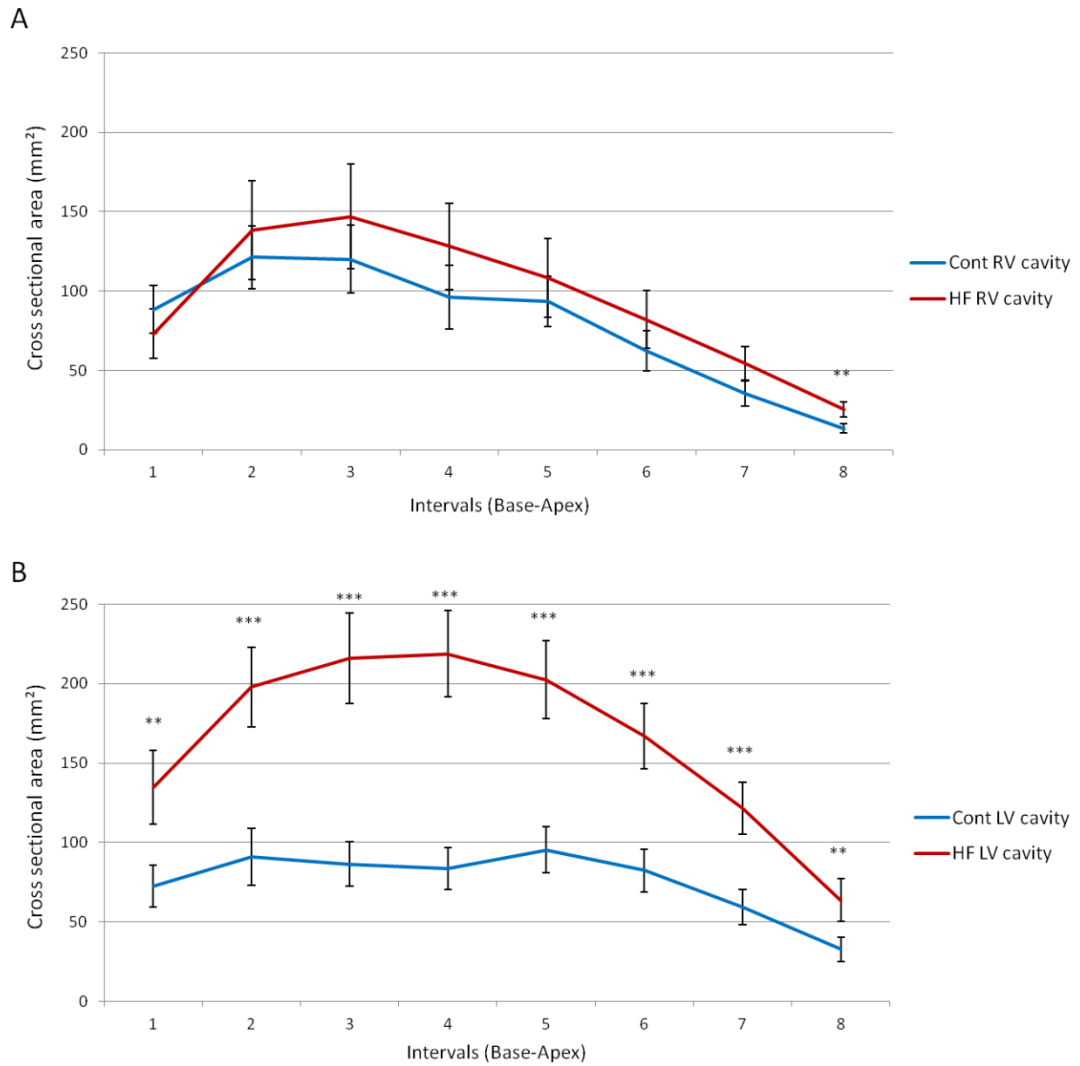 A
250
200
150
100
50
0
Cross sectional area (mm²)
**
1 2 3 4 5 6 7 8
Intervals (Base-Apex)
Cont RV cavity
HF RV cavity
B
250
200
150
100
50
0
Cross sectional area (mm²)
** *** *** *** *** *** *** **
1 2 3 4 5 6 7 8
Intervals (Base-Apex)
Cont LV cavity
HF LV cavity